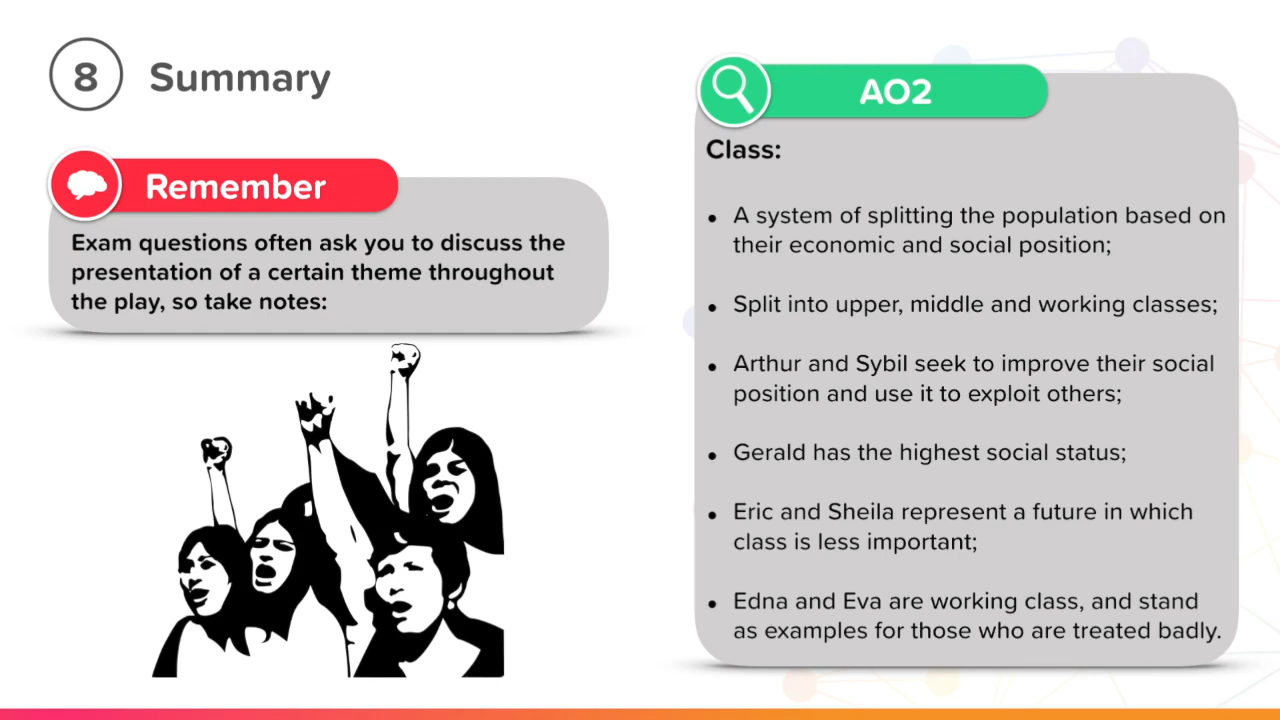 8 Summary
Remember
Exam questions often ask you to discuss the
presentation of a certain theme throughout
the play, so take notes:
AO2
Class:
• A system of splitting the population based on
their economic and social position;
• Split into upper, middle and working classes;
• Arthur and Sybil seek to improve their social
position and use it to exploit others;
• Gerald has the highest social status;
• Eric and Sheila represent a future in which
class is less important;
• Edna and Eva are working class, and stand
as examples for those who are treated badly.